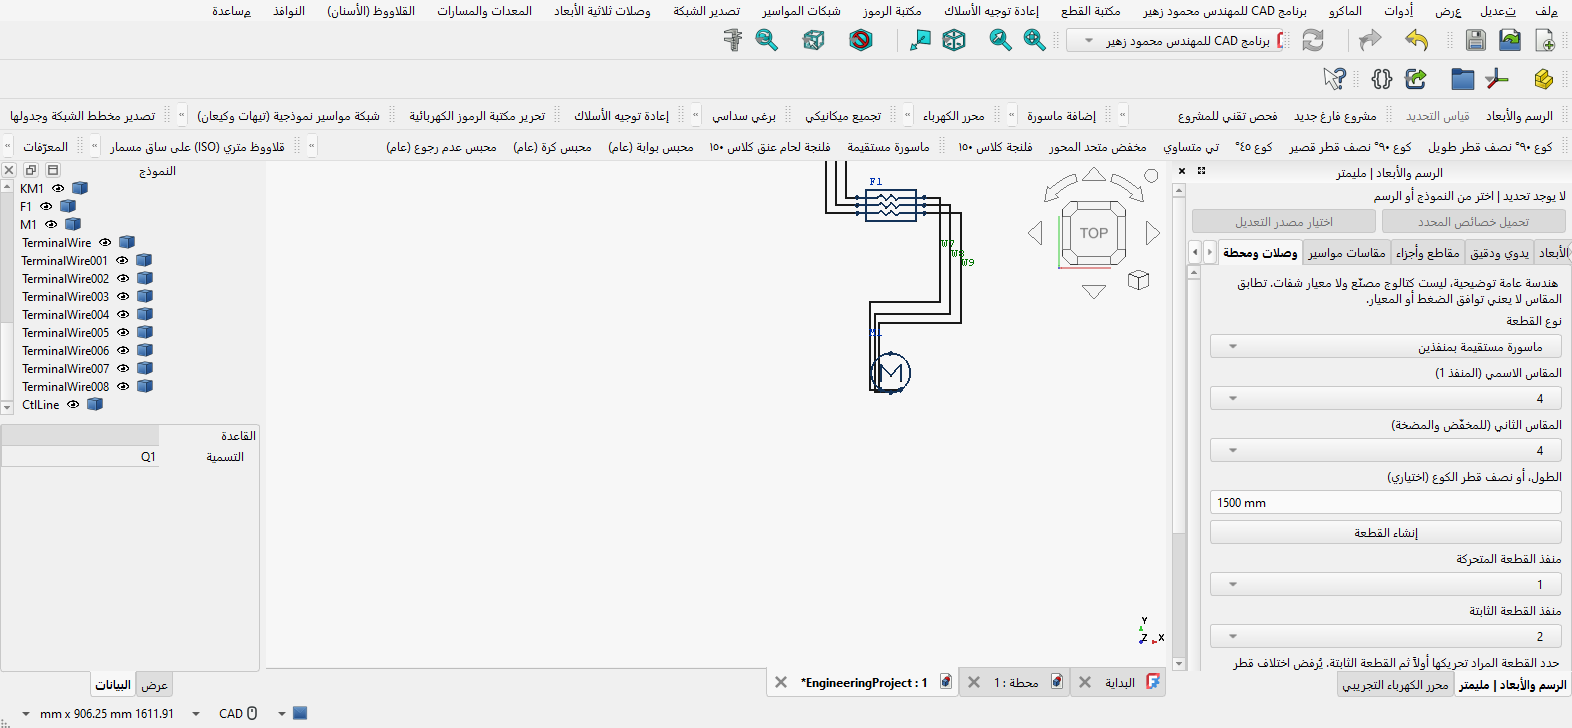 ملف تعديل عرض أدوات الماكرو برنامج CAD للمهندس محمود زهير مكتبة القطع إعادة توجيه الأسلاك مكتبة الرموز شبكات المواسير تصدير الشبكة وصلات ثلاثية الأبعاد المعدات والمسارات القلاووظ (الأسنان) النوافذ مساعدة
برنامج CAD للمهندس محمود زهير
الرسم والأبعاد قياس التحديد مشروع فارغ جديد فحص تقني للمشروع » إضافة ماسورة » محرر الكهرباء » تجميع ميكانيكي برغي سداسي » إعادة توجيه الأسلاك تحرير مكتبة الرموز الكهربائية شبكة مواسير نموذجية (تيهات وكيعان) » تصدير مخطط الشبكة وجدولها
كوع ٩٠° نصف قطر طويل كوع ٩٠° نصف قطر قصير كوع ٤٥° تي متساوي مخفض متحد المحور فلنجة كلاس ١٥٠ ماسورة مستقيمة فلنجة لحام عنق كلاس ١٥٠ محبس بوابة (عام) محبس كرة (عام) محبس عدم رجوع (عام) » قلاووظ متري (ISO) على ساق مسمار » المعرّفات »
الرسم والأبعاد | مليمتر
لا يوجد تحديد | اختر من النموذج أو الرسم
تحميل خصائص المحدد اختيار مصدر التعديل
الأبعاد يدوي ودقيق مقاطع وأجزاء مقاسات مواسير وصلات ومحطة
هندسة عامة توضيحية، ليست كتالوج مصنّع ولا معيار شفات. تطابق
المقاس لا يعني توافق الضغط أو المعيار.
نوع القطعة
ماسورة مستقيمة بمنفذين
المقاس الاسمي (المنفذ 1)
4
المقاس الثاني (للمخفّض والمضخة)
4
الطول، أو نصف قطر الكوع (اختياري)
1500 mm
إنشاء القطعة
منفذ القطعة المتحركة
1
منفذ القطعة الثابتة
2
حدد القطعة المراد تحريكها أولاً ثم القطعة الثابتة. يُرفض اختلاف قطر
الرسم والأبعاد | مليمتر محرر الكهرباء التجريبي
F1
W7
W8
W9
M
TOP
Y
Z X
النموذج
KM1
F1
M1
TerminalWire
TerminalWire001
TerminalWire002
TerminalWire003
TerminalWire004
TerminalWire005
TerminalWire006
TerminalWire007
TerminalWire008
CtlLine
القاعدة
التسمية Q1
عرض البيانات
البداية محطة : 1 EngineeringProject : 1*
CAD
mm x 906.25 mm 1611.91